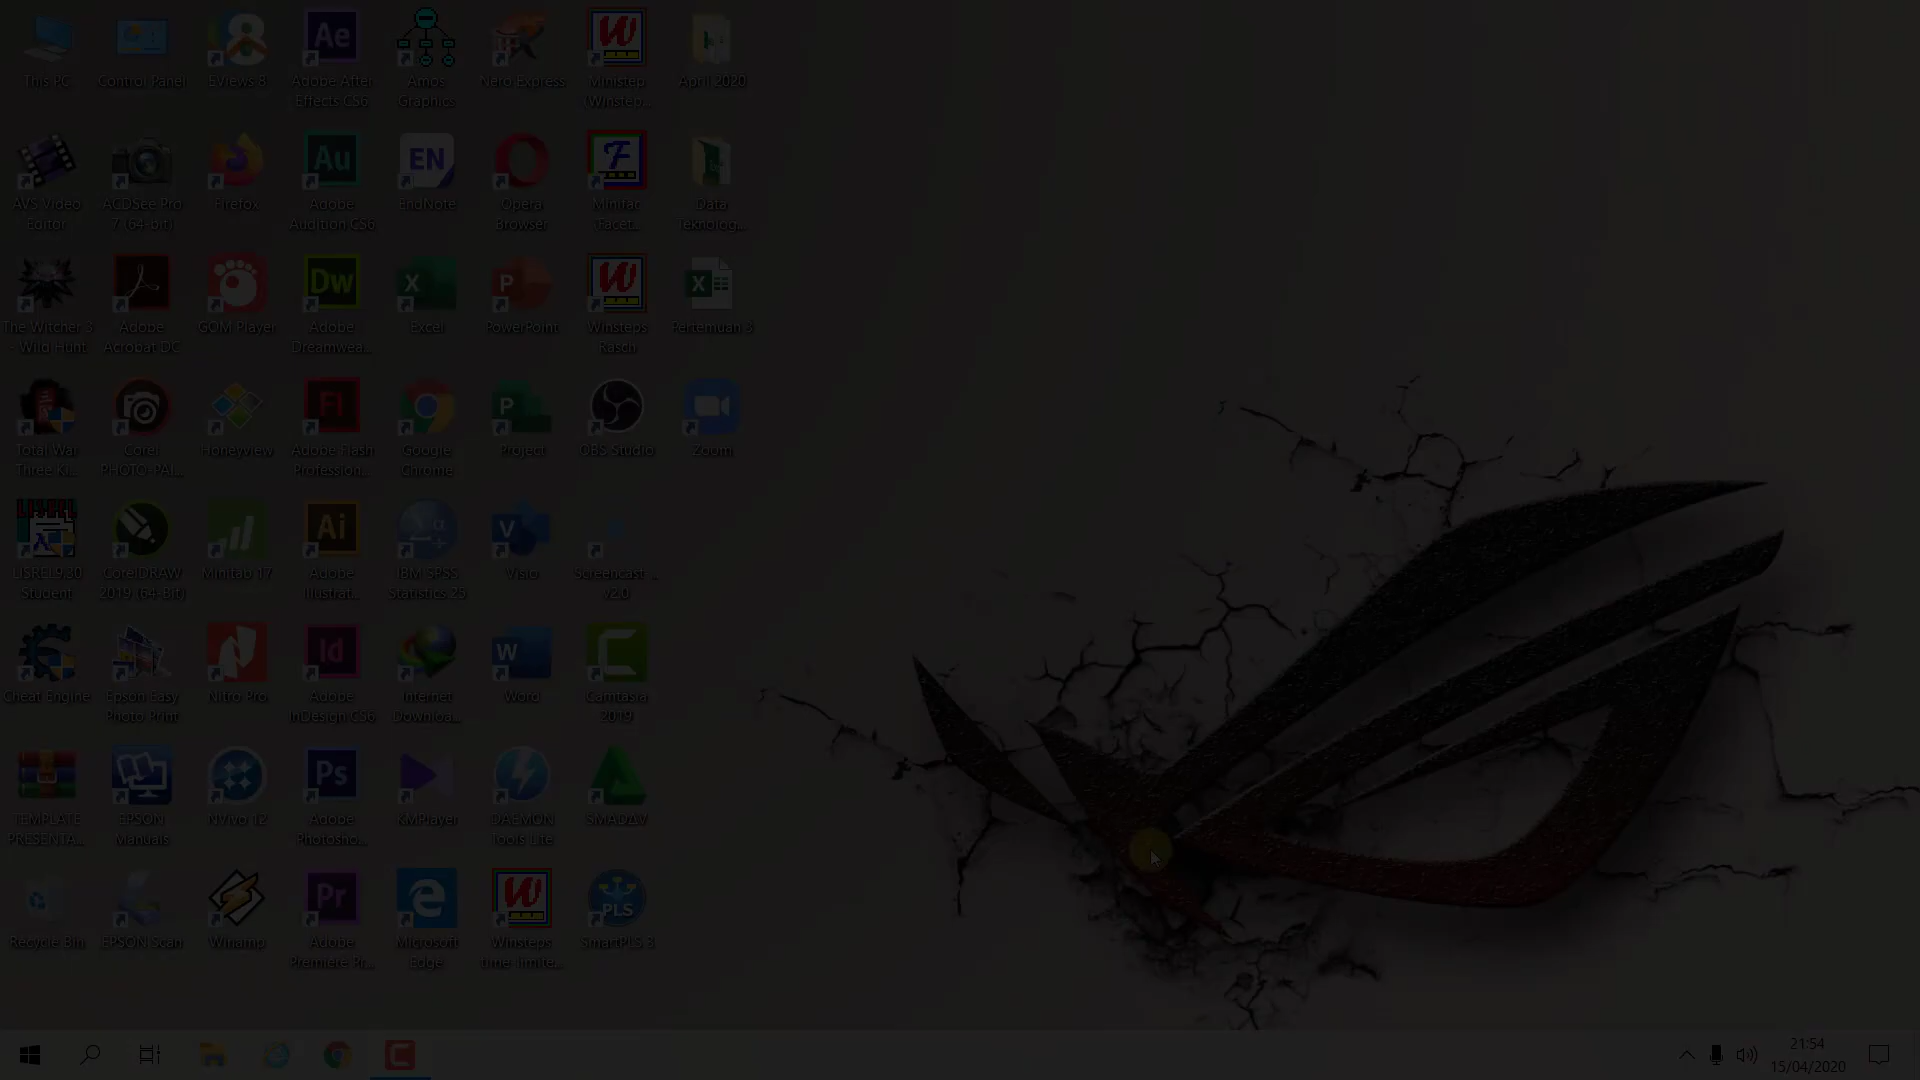 This PC
Control Panel
EViews 8
Adobe After
Effects CS6
Amos
Graphics
Nero Express
Ministep
(Winstep...
April 2020
AVS Video
Editor
ACDSee Pro
7 (64-bit)
Firefox
Adobe
Audition CS6
EndNote
Opera
Browser
Minifac
(Facet...
Data
Teknolog...
The Witcher 3
- Wild Hunt
Adobe
Acrobat DC
GOM Player
Adobe
Dreamwea...
Excel
PowerPoint
Winsteps
Rasch
Pertemuan 3
Total War
Three Ki...
Corel
PHOTO-PAI...
Honeyview
Adobe Flash
Profession...
Google
Chrome
Project
OBS Studio
Zoom
LISREL 9.30
Student
CorelDRAW
2019 (64-Bit)
Minitab 17
Adobe
Illustrat...
IBM SPSS
Statistics 25
Visio
Screencast...
v2.0
Cheat Engine
Epson Easy
Photo Print
Nitro Pro
Adobe
InDesign CS6
Internet
Downloa...
Word
Camtasia
2019
TEMPLATE
PRESENTA...
EPSON
Manuals
NVivo 12
Adobe
Photosho...
KMPlayer
DAEMON
Tools Lite
SMADAV
Recycle Bin
EPSON Scan
Winamp
Adobe
Premiere Pr...
Microsoft
Edge
Winsteps
time-limite...
SmartPLS 3
21:54
15/04/2020